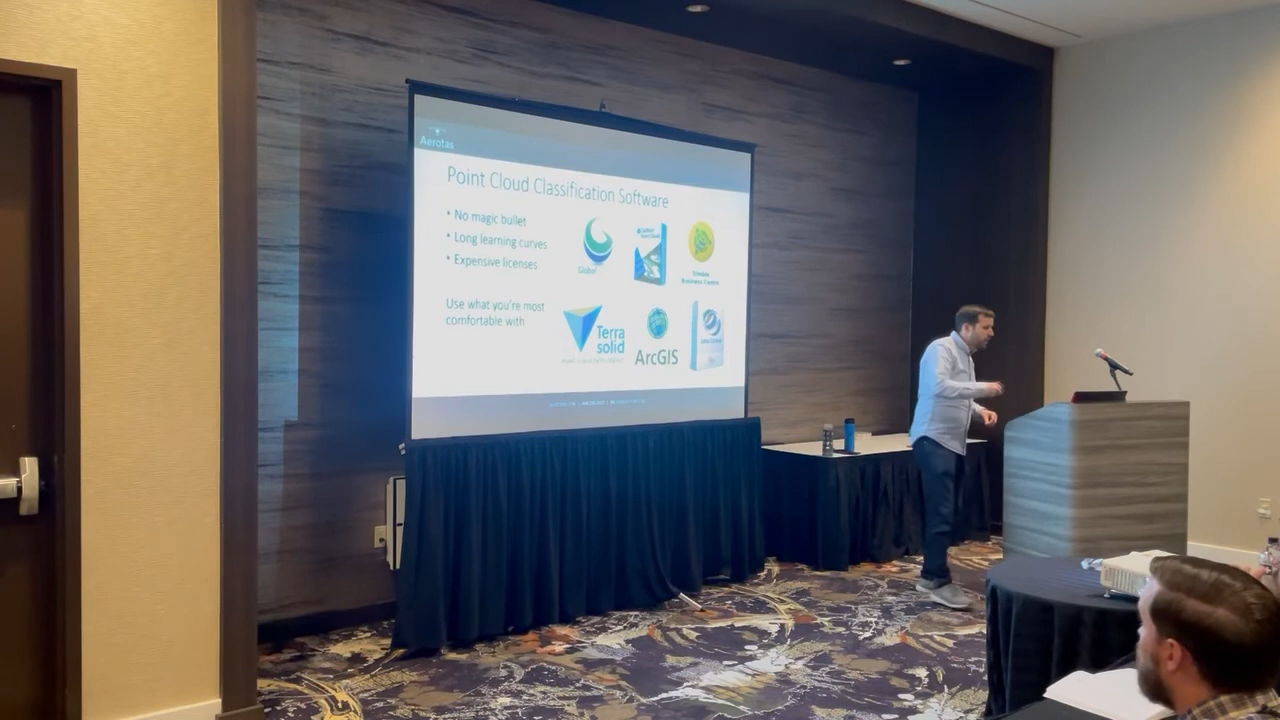 Aerotas
Point Cloud Classification Software
• No magic bullet
• Long learning curves
• Expensive licenses
Use what you're most
comfortable with
Global
Trimble
Business Center
Terra
solid
ArcGIS